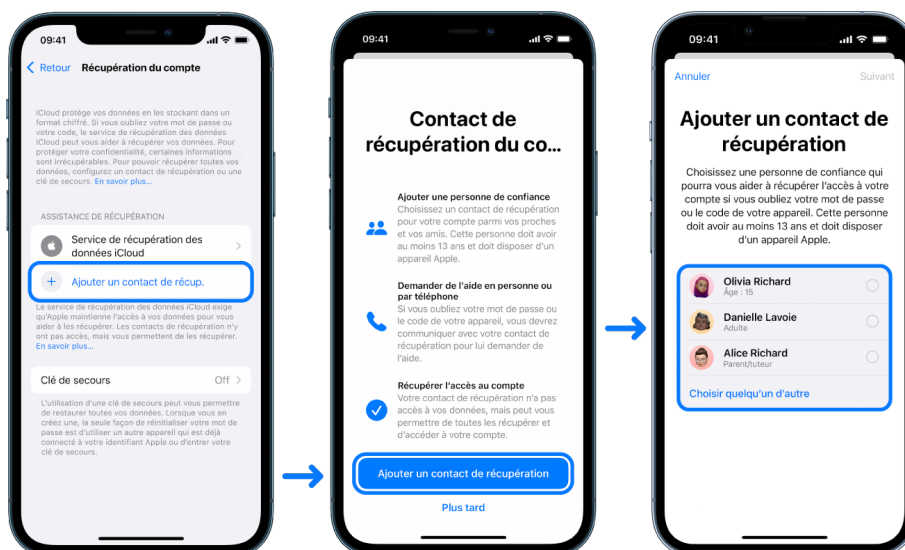 09:41
Retour
Récupération du compte
iCloud protège vos données en les stockant dans un
format chiffré. Si vous oubliez votre mot de passe ou
votre code, le service de récupération des données
iCloud peut vous aider à récupérer vos données. Pour
protéger votre confidentialité, certaines informations
sont irrécupérables. Pour pouvoir récupérer toutes vos
données, configurez un contact de récupération ou une
clé de secours. En savoir plus...
ASSISTANCE DE RÉCUPÉRATION
Service de récupération des
données iCloud
Ajouter un contact de récup.
Le service de récupération des données iCloud exige
qu'Apple maintienne l'accès à vos données pour vous
aider à les récupérer. Les contacts de récupération n'y
ont pas accès, mais vous permettent de les récupérer.
En savoir plus...
Clé de secours Off
L'utilisation d'une clé de secours peut vous permettre
de restaurer toutes vos données. Lorsque vous en
créez une, la seule façon de réinitialiser votre mot de
passe est d'utiliser un autre appareil qui est déjà
connecté à votre identifiant Apple ou d'entrer votre
clé de secours.
09:41
Contact de
récupération du co...
Ajouter une personne de confiance
Choisissez un contact de récupération
pour votre compte parmi vos proches
et vos amis. Cette personne doit avoir
au moins 13 ans et doit disposer d'un
appareil Apple.
Demander de l'aide en personne ou
par téléphone
Si vous oubliez votre mot de passe ou
le code de votre appareil, vous devrez
communiquer avec votre contact de
récupération pour lui demander de
l'aide.
Récupérer l'accès au compte
Votre contact de récupération n'a pas
accès à vos données, mais peut vous
permettre de toutes les récupérer et
d'accéder à votre compte.
Ajouter un contact de récupération
Plus tard
09:41
Annuler
Suivant
Ajouter un contact de
récupération
Choisissez une personne de confiance qui
pourra vous aider à récupérer l'accès à votre
compte si vous oubliez votre mot de passe
ou le code de votre appareil. Cette personne
doit avoir au moins 13 ans et doit disposer
d'un appareil Apple.
Olivia Richard
Âge : 15
Danielle Lavoie
Adulte
Alice Richard
Parent/tuteur
Choisir quelqu'un d'autre